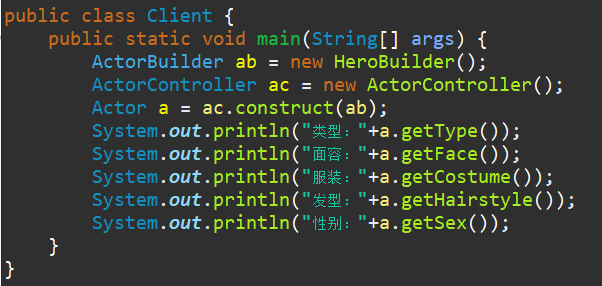 public class Client {
    public static void main(String[] args) {
        ActorBuilder ab = new HeroBuilder();
        ActorController ac = new ActorController();
        Actor a = ac.construct(ab);
        System.out.println("类型："+a.getType());
        System.out.println("面容："+a.getFace());
        System.out.println("服装："+a.getCostume());
        System.out.println("发型："+a.getHairstyle());
        System.out.println("性别："+a.getSex());
    }
}